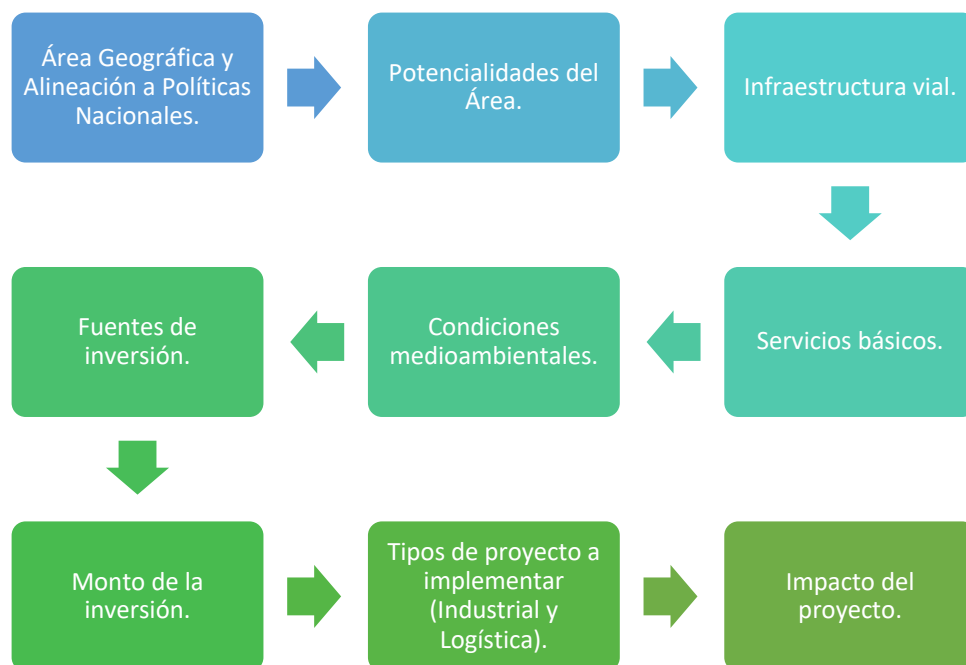 Área Geográfica y
Alineación a Políticas
Nacionales.
Potencialidades del
Área.
Infraestructura vial.
Servicios básicos.
Condiciones
medioambientales.
Fuentes de
inversión.
Monto de la
inversión.
Tipos de proyecto a
implementar
(Industrial y
Logística).
Impacto del
proyecto.